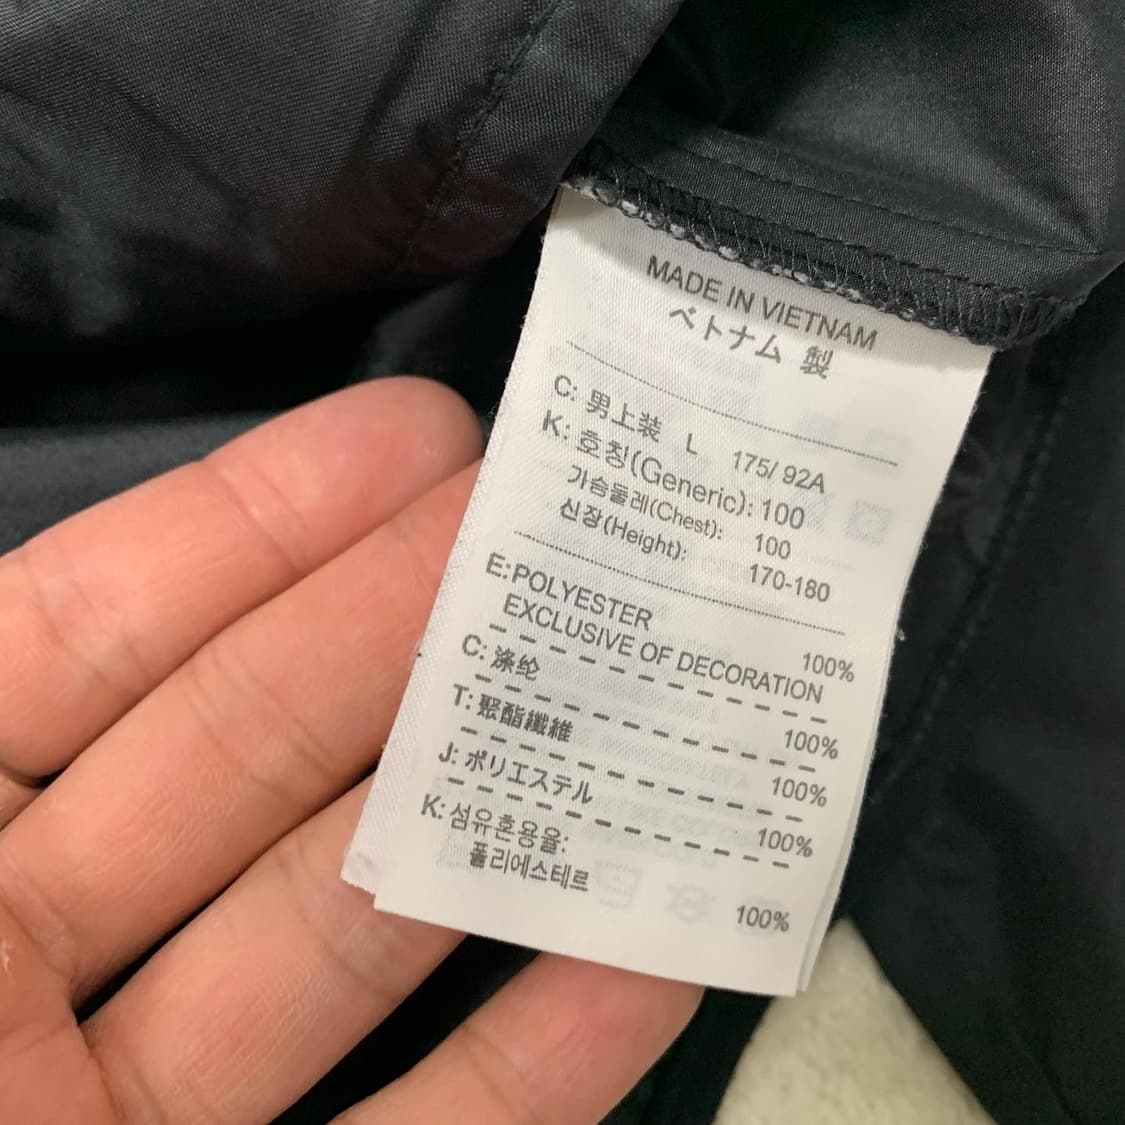 MADE IN VIETNAM
ベトナム 製
C: 男上装 L 175/ 92A
K: 호칭(Generic): 100
가슴둘레(Chest): 100
신장(Height): 170-180
E: POLYESTER 100%
EXCLUSIVE OF DECORATION
C: 涤纶 100%
T: 聚酯纖維 100%
J: ポリエステル 100%
K: 섬유혼용율:
폴리에스테르 100%